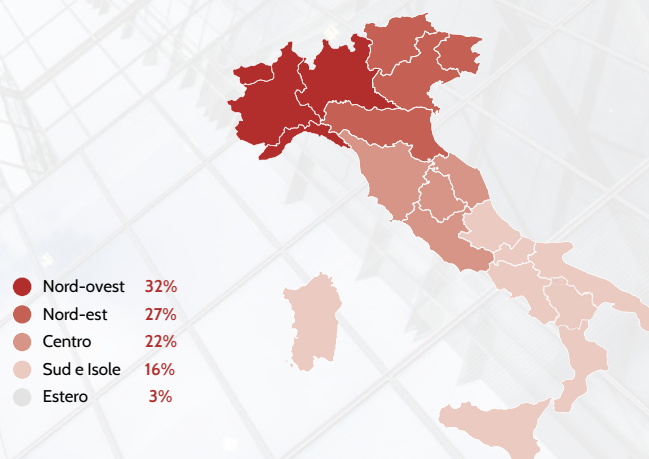 Nord-ovest 32%
Nord-est 27%
Centro 22%
Sud e Isole 16%
Estero 3%